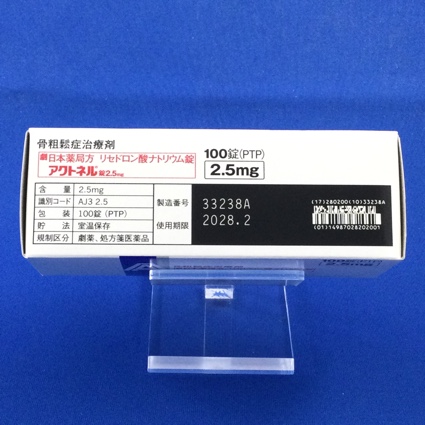 骨粗鬆症治療剤
劇 日本薬局方 リセドロン酸ナトリウム錠
アクトネル錠2.5mg
100錠(PTP)
2.5mg
含量 2.5mg
識別コード AJ3 2.5
包装 100錠(PTP)
貯法 室温保存
規制区分 劇薬、処方箋医薬品
製造番号 33238A
使用期限 2028.2
(17)280200(10)33238A
(01)14987028202001
2.5mg